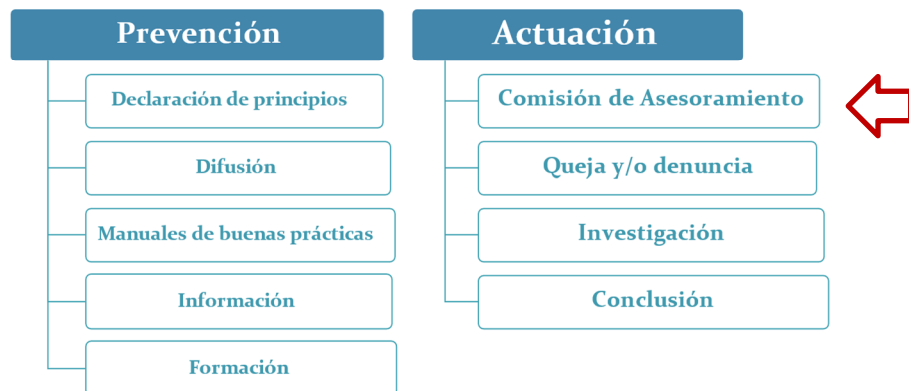 Prevención
Declaración de principios
Difusión
Manuales de buenas prácticas
Información
Formación
Actuación
Comisión de Asesoramiento
Queja y/o denuncia
Investigación
Conclusión